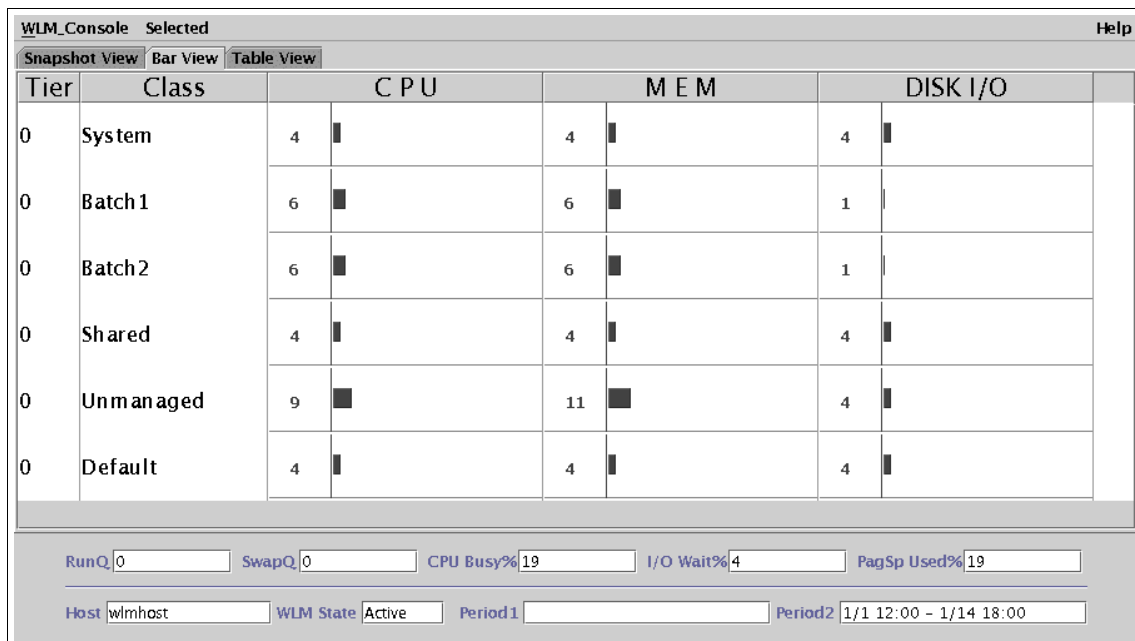 WLM_Console Selected Help
Snapshot View Bar View Table View
Tier Class CPU MEM DISK I/O
0 System 4 4 4
0 Batch1 6 6 1
0 Batch2 6 6 1
0 Shared 4 4 4
0 Unmanaged 9 11 4
0 Default 4 4 4
RunQ 0 SwapQ 0 CPU Busy% 19 I/O Wait% 4 PagSp Used% 19
Host wlmhost WLM State Active Period1 Period2 1/1 12:00 - 1/14 18:00